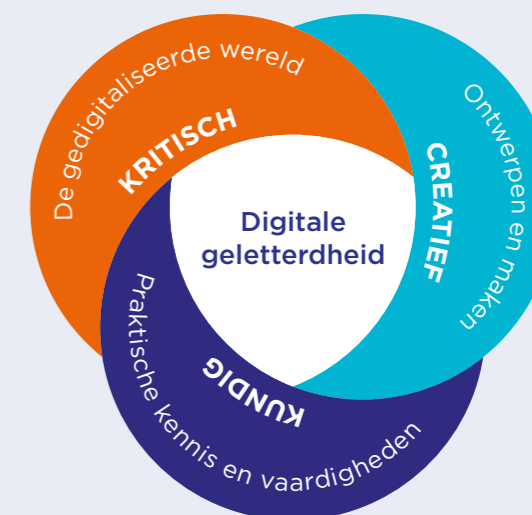 De gedigitaliseerde wereld
KRITISCH
Ontwerpen en maken
CREATIEF
Digitale
geletterdheid
KUNDIG
Praktische kennis en vaardigheden